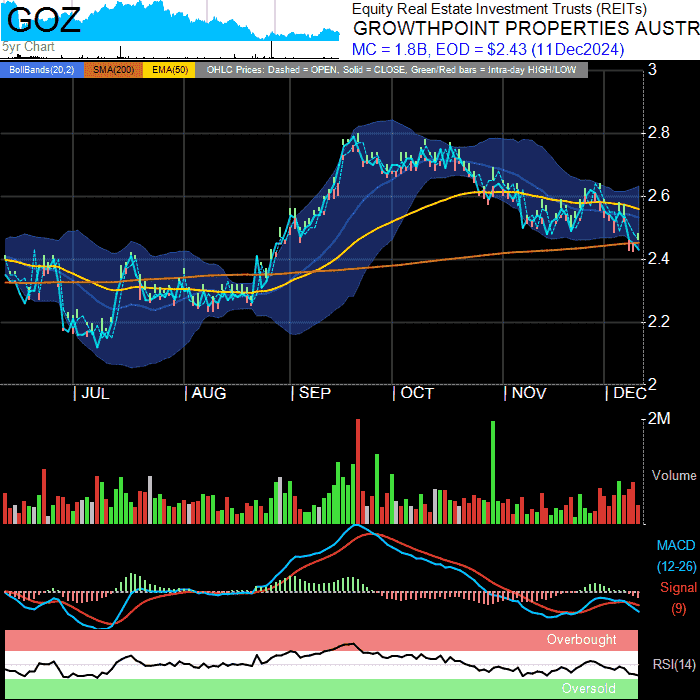 GOZ
5yr Chart
Equity Real Estate Investment Trusts (REITs)
GROWTHPOINT PROPERTIES AUSTR
MC = 1.8B, EOD = $2.43 (11Dec2024)
BollBands(20,2) SMA(200) EMA(50) OHLC Prices: Dashed = OPEN, Solid = CLOSE, Green/Red bars = Intra-day HIGH/LOW
3
2.8
2.6
2.4
2.2
2
| JUL | AUG | SEP | OCT | NOV | DEC
2M
Volume
MACD
(12-26)
Signal
(9)
Overbought
RSI(14)
Oversold